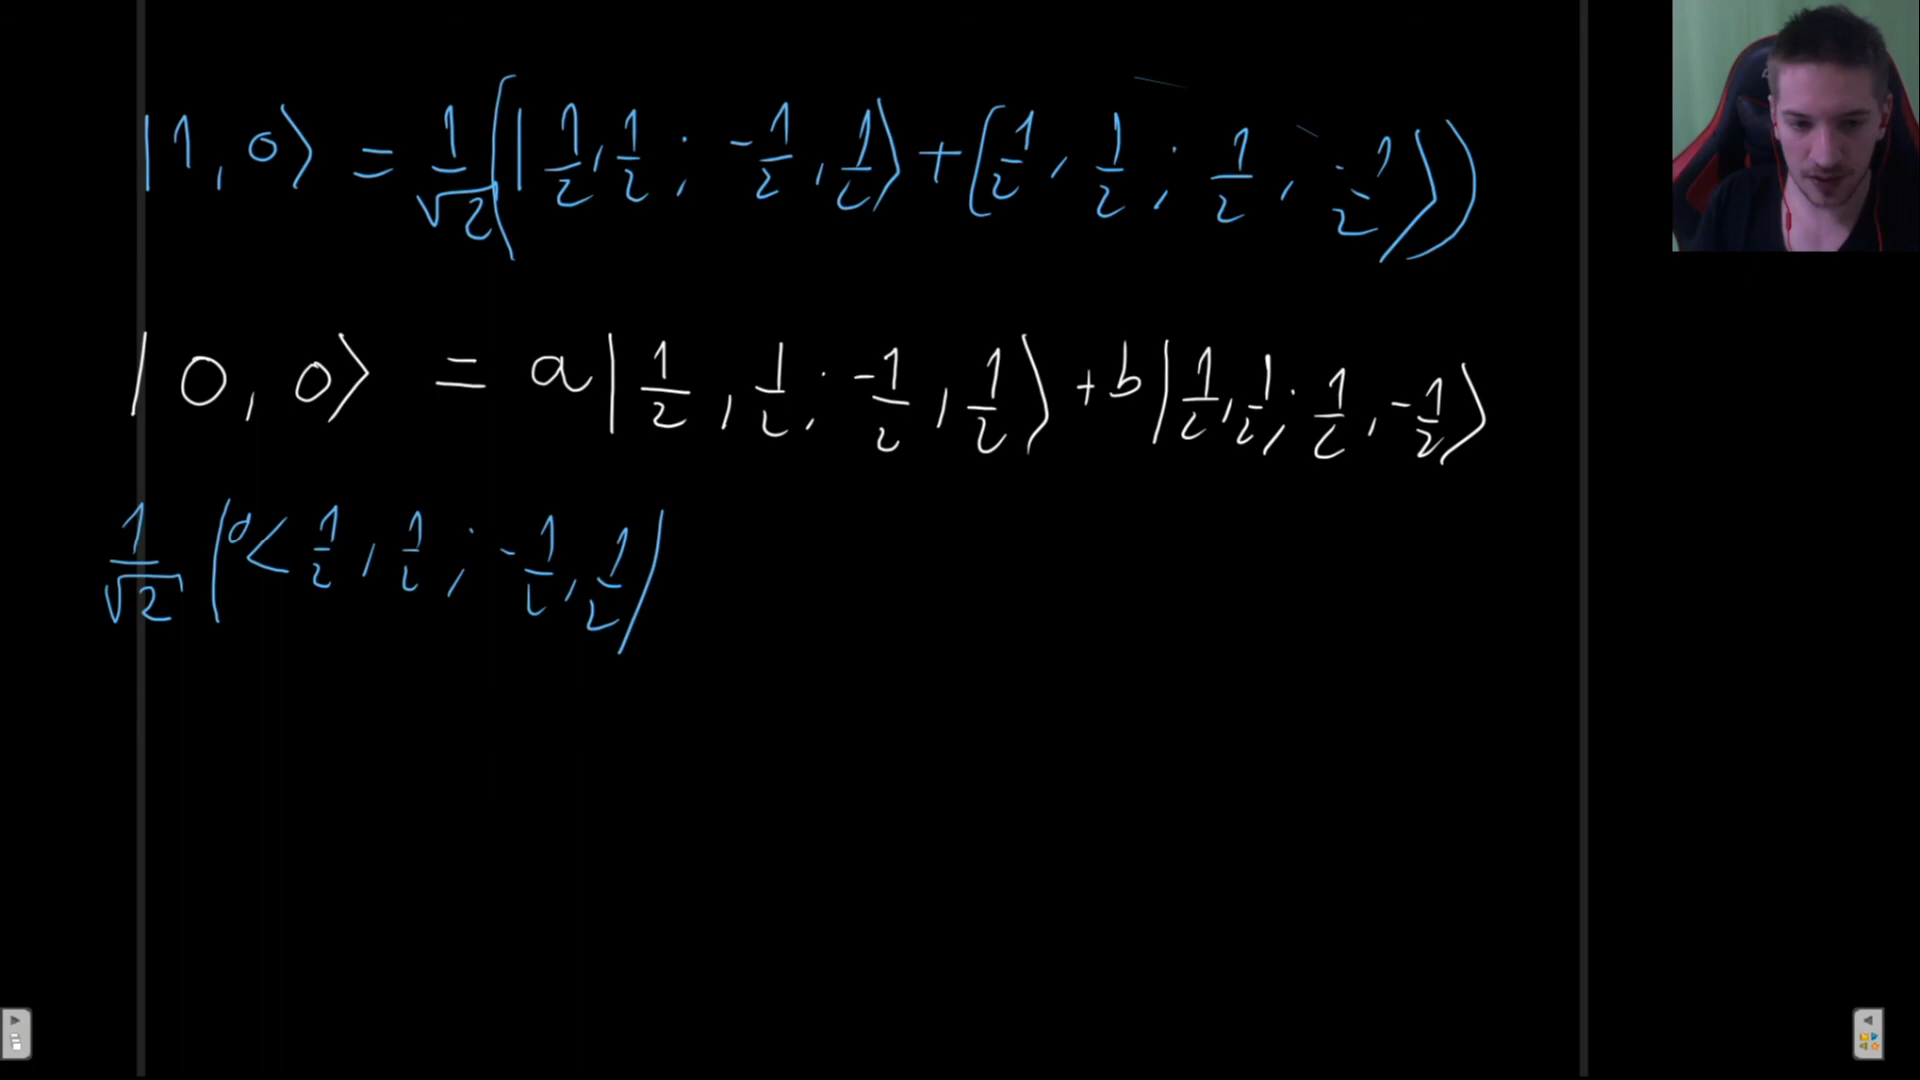 |1, 0⟩ = 1/√2 (|1/2, 1/2; -1/2, 1/2⟩ + (1/2, 1/2; 1/2, -1/2⟩)
|0, 0⟩ = a|1/2, 1/2; -1/2, 1/2⟩ + b|1/2, 1/2; 1/2, -1/2⟩
1/√2 (a< 1/2, 1/2; -1/2, 1/2|